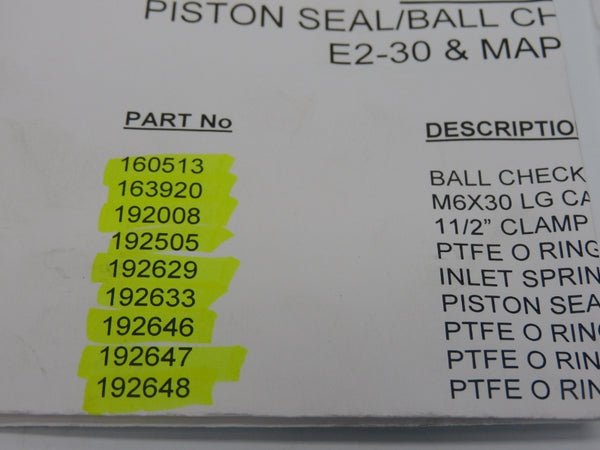 PISTON SEAL/BALL CH
E2-30 & MAP
PART No DESCRIPTIO
160513 BALL CHECK
163920 M6X30 LG CA
192008 11/2" CLAMP
192505 PTFE O RING
192629 INLET SPRIN
192633 PISTON SEA
192646 PTFE O RIN
192647 PTFE O RIN
192648 PTFE O RIN